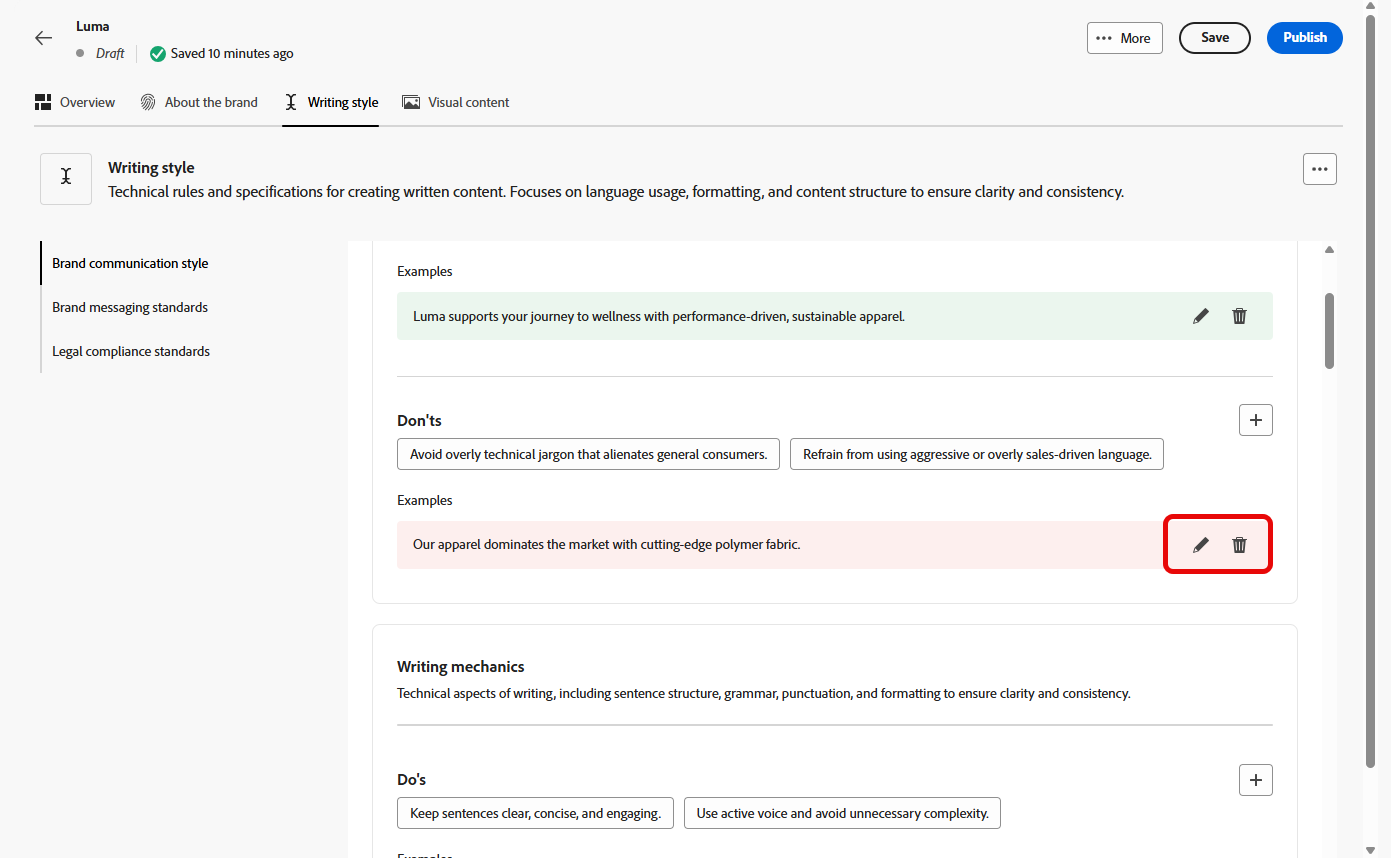 Luma
Draft
Saved 10 minutes ago
More
Save
Publish
Overview
About the brand
Writing style
Visual content
Writing style
Technical rules and specifications for creating written content. Focuses on language usage, formatting, and content structure to ensure clarity and consistency.
Brand communication style
Brand messaging standards
Legal compliance standards
Examples
Luma supports your journey to wellness with performance-driven, sustainable apparel.
Don'ts
Avoid overly technical jargon that alienates general consumers.
Refrain from using aggressive or overly sales-driven language.
Examples
Our apparel dominates the market with cutting-edge polymer fabric.
Writing mechanics
Technical aspects of writing, including sentence structure, grammar, punctuation, and formatting to ensure clarity and consistency.
Do's
Keep sentences clear, concise, and engaging.
Use active voice and avoid unnecessary complexity.
Examples